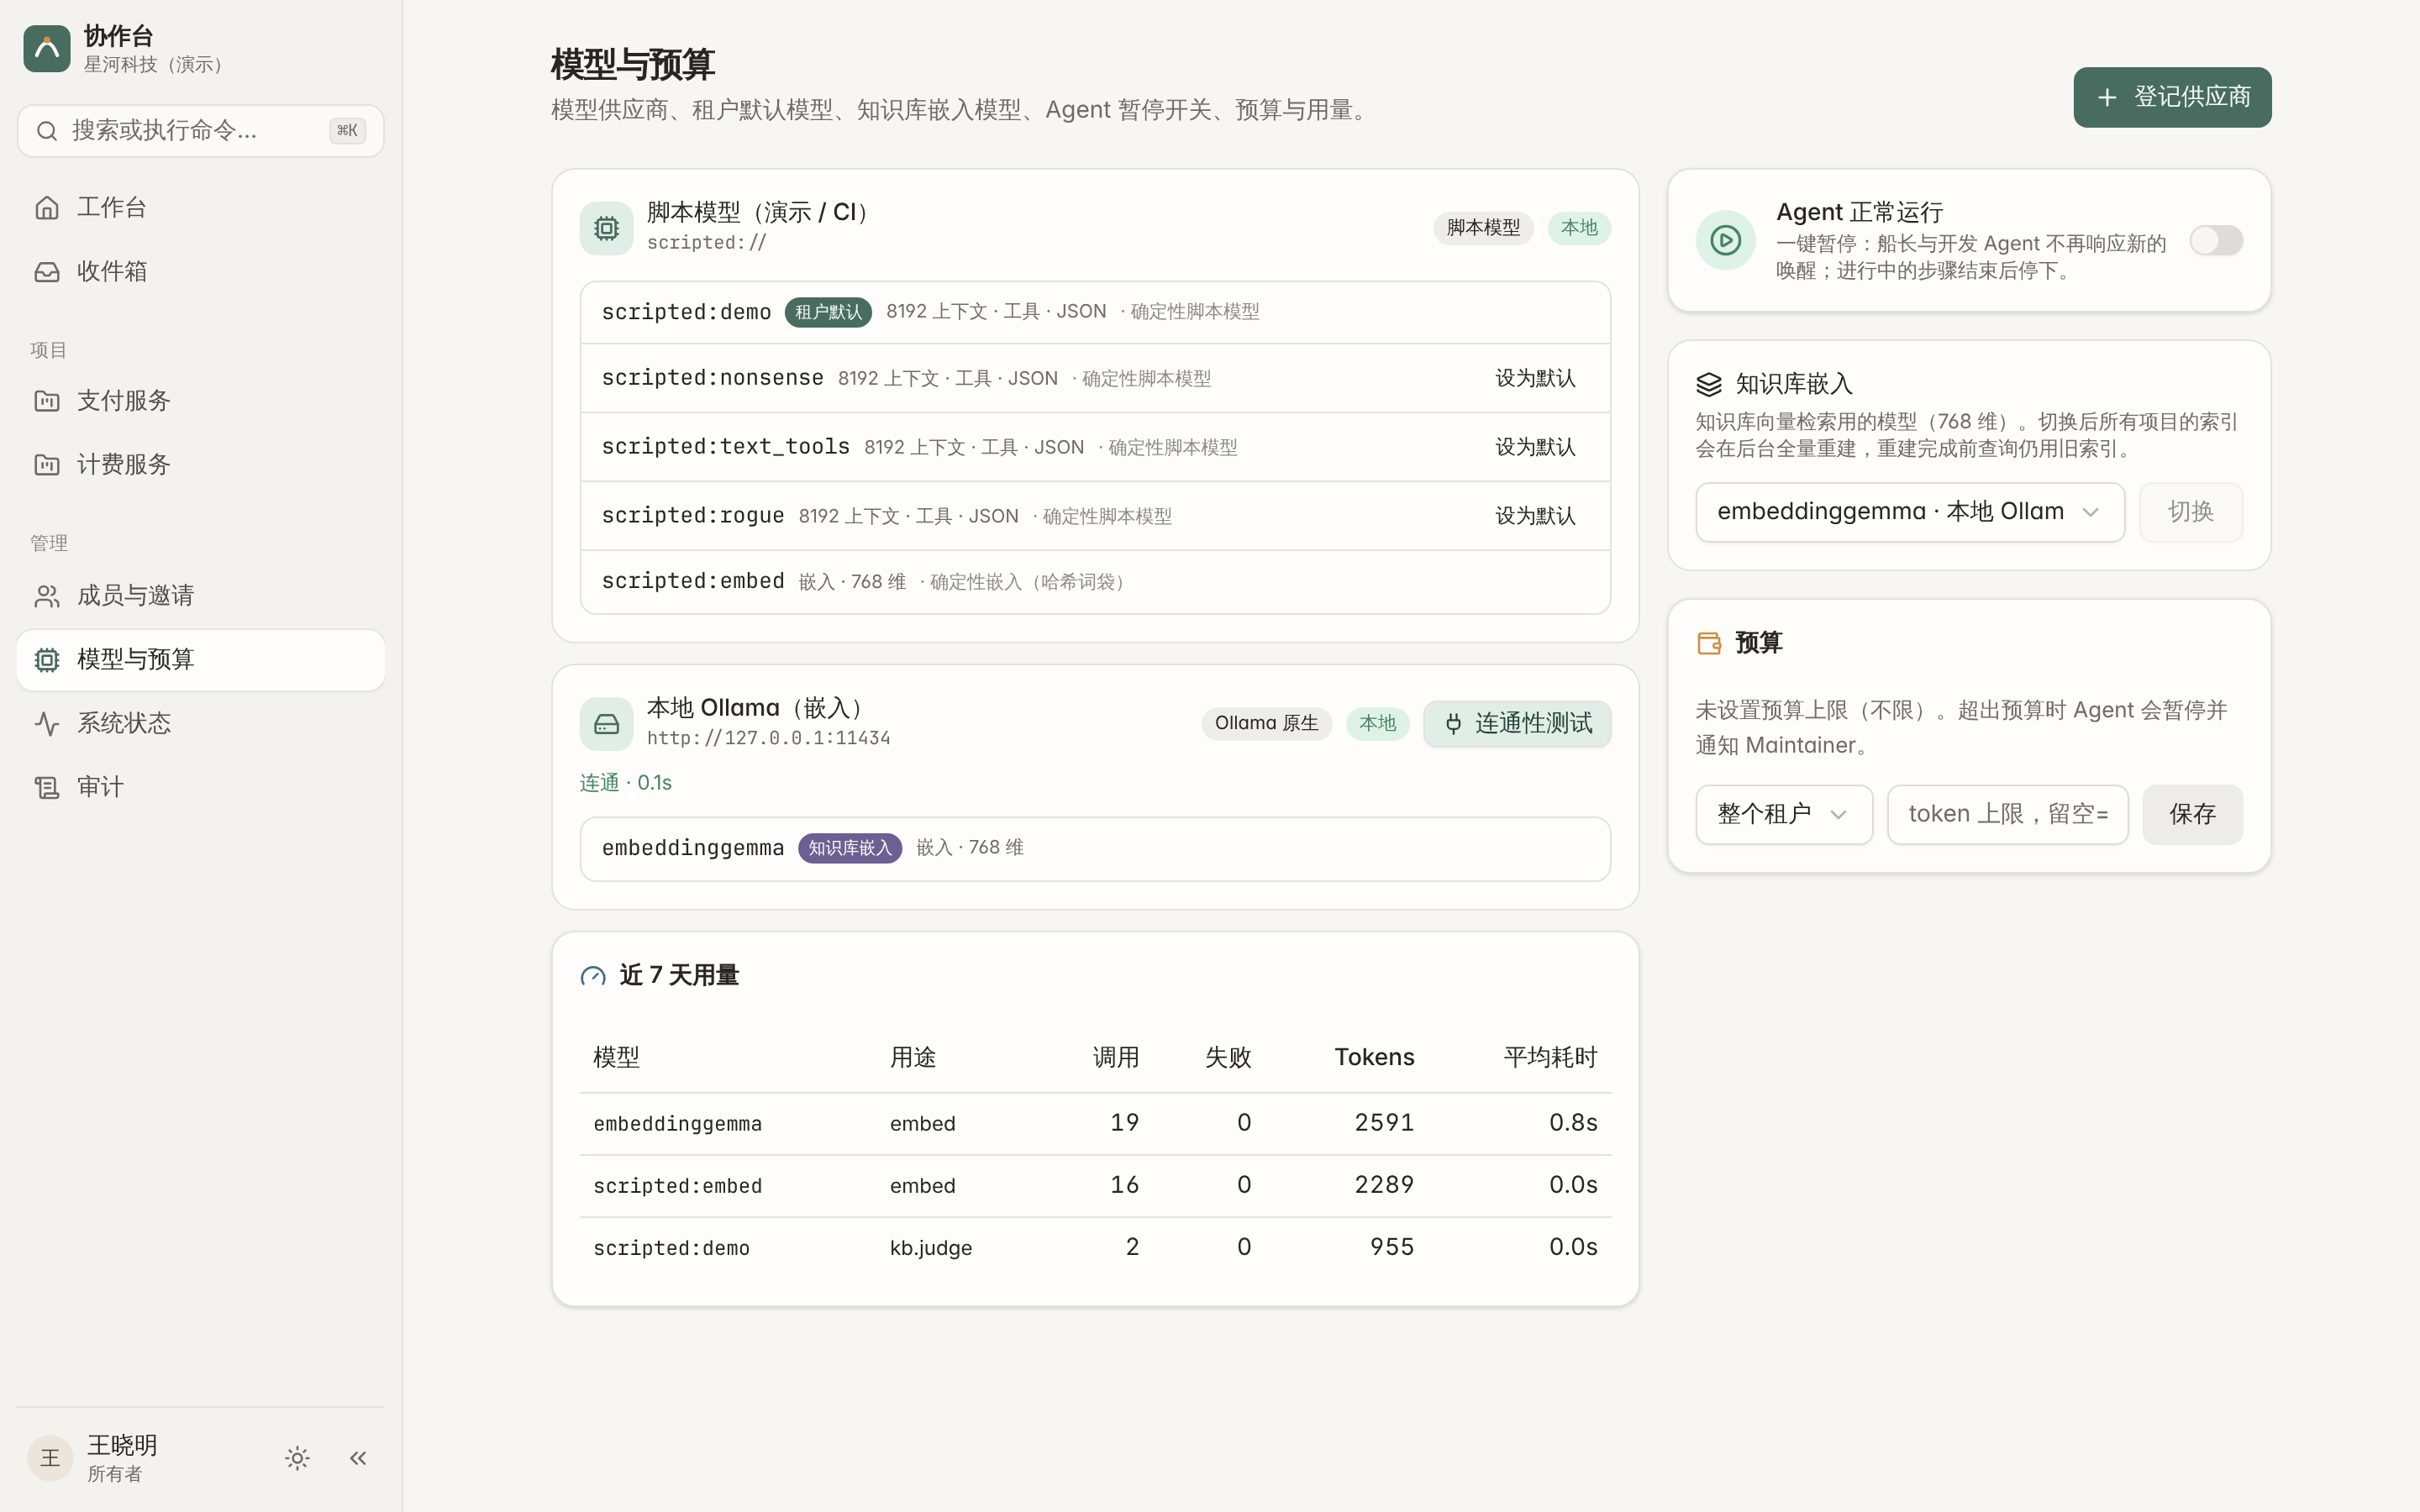 协作台
星河科技（演示）
搜索或执行命令... ⌘K
工作台
收件箱
项目
支付服务
计费服务
管理
成员与邀请
模型与预算
系统状态
审计
王 王晓明
所有者
模型与预算
模型供应商、租户默认模型、知识库嵌入模型、Agent 暂停开关、预算与用量。
登记供应商
脚本模型（演示 / CI）
scripted://
脚本模型 本地
scripted:demo 租户默认 8192 上下文 · 工具 · JSON · 确定性脚本模型
scripted:nonsense 8192 上下文 · 工具 · JSON · 确定性脚本模型 设为默认
scripted:text_tools 8192 上下文 · 工具 · JSON · 确定性脚本模型 设为默认
scripted:rogue 8192 上下文 · 工具 · JSON · 确定性脚本模型 设为默认
scripted:embed 嵌入 · 768 维 · 确定性嵌入（哈希词袋）
本地 Ollama（嵌入）
http://127.0.0.1:11434
Ollama 原生 本地 连通性测试
连通 · 0.1s
embeddinggemma 知识库嵌入 嵌入 · 768 维
近 7 天用量
模型 用途 调用 失败 Tokens 平均耗时
embeddinggemma embed 19 0 2591 0.8s
scripted:embed embed 16 0 2289 0.0s
scripted:demo kb.judge 2 0 955 0.0s
Agent 正常运行
一键暂停：船长与开发 Agent 不再响应新的
唤醒；进行中的步骤结束后停下。
知识库嵌入
知识库向量检索用的模型（768 维）。切换后所有项目的索引
会在后台全量重建，重建完成前查询仍用旧索引。
embeddinggemma · 本地 Ollam 切换
预算
未设置预算上限（不限）。超出预算时 Agent 会暂停并
通知 Maintainer。
整个租户 token 上限，留空= 保存